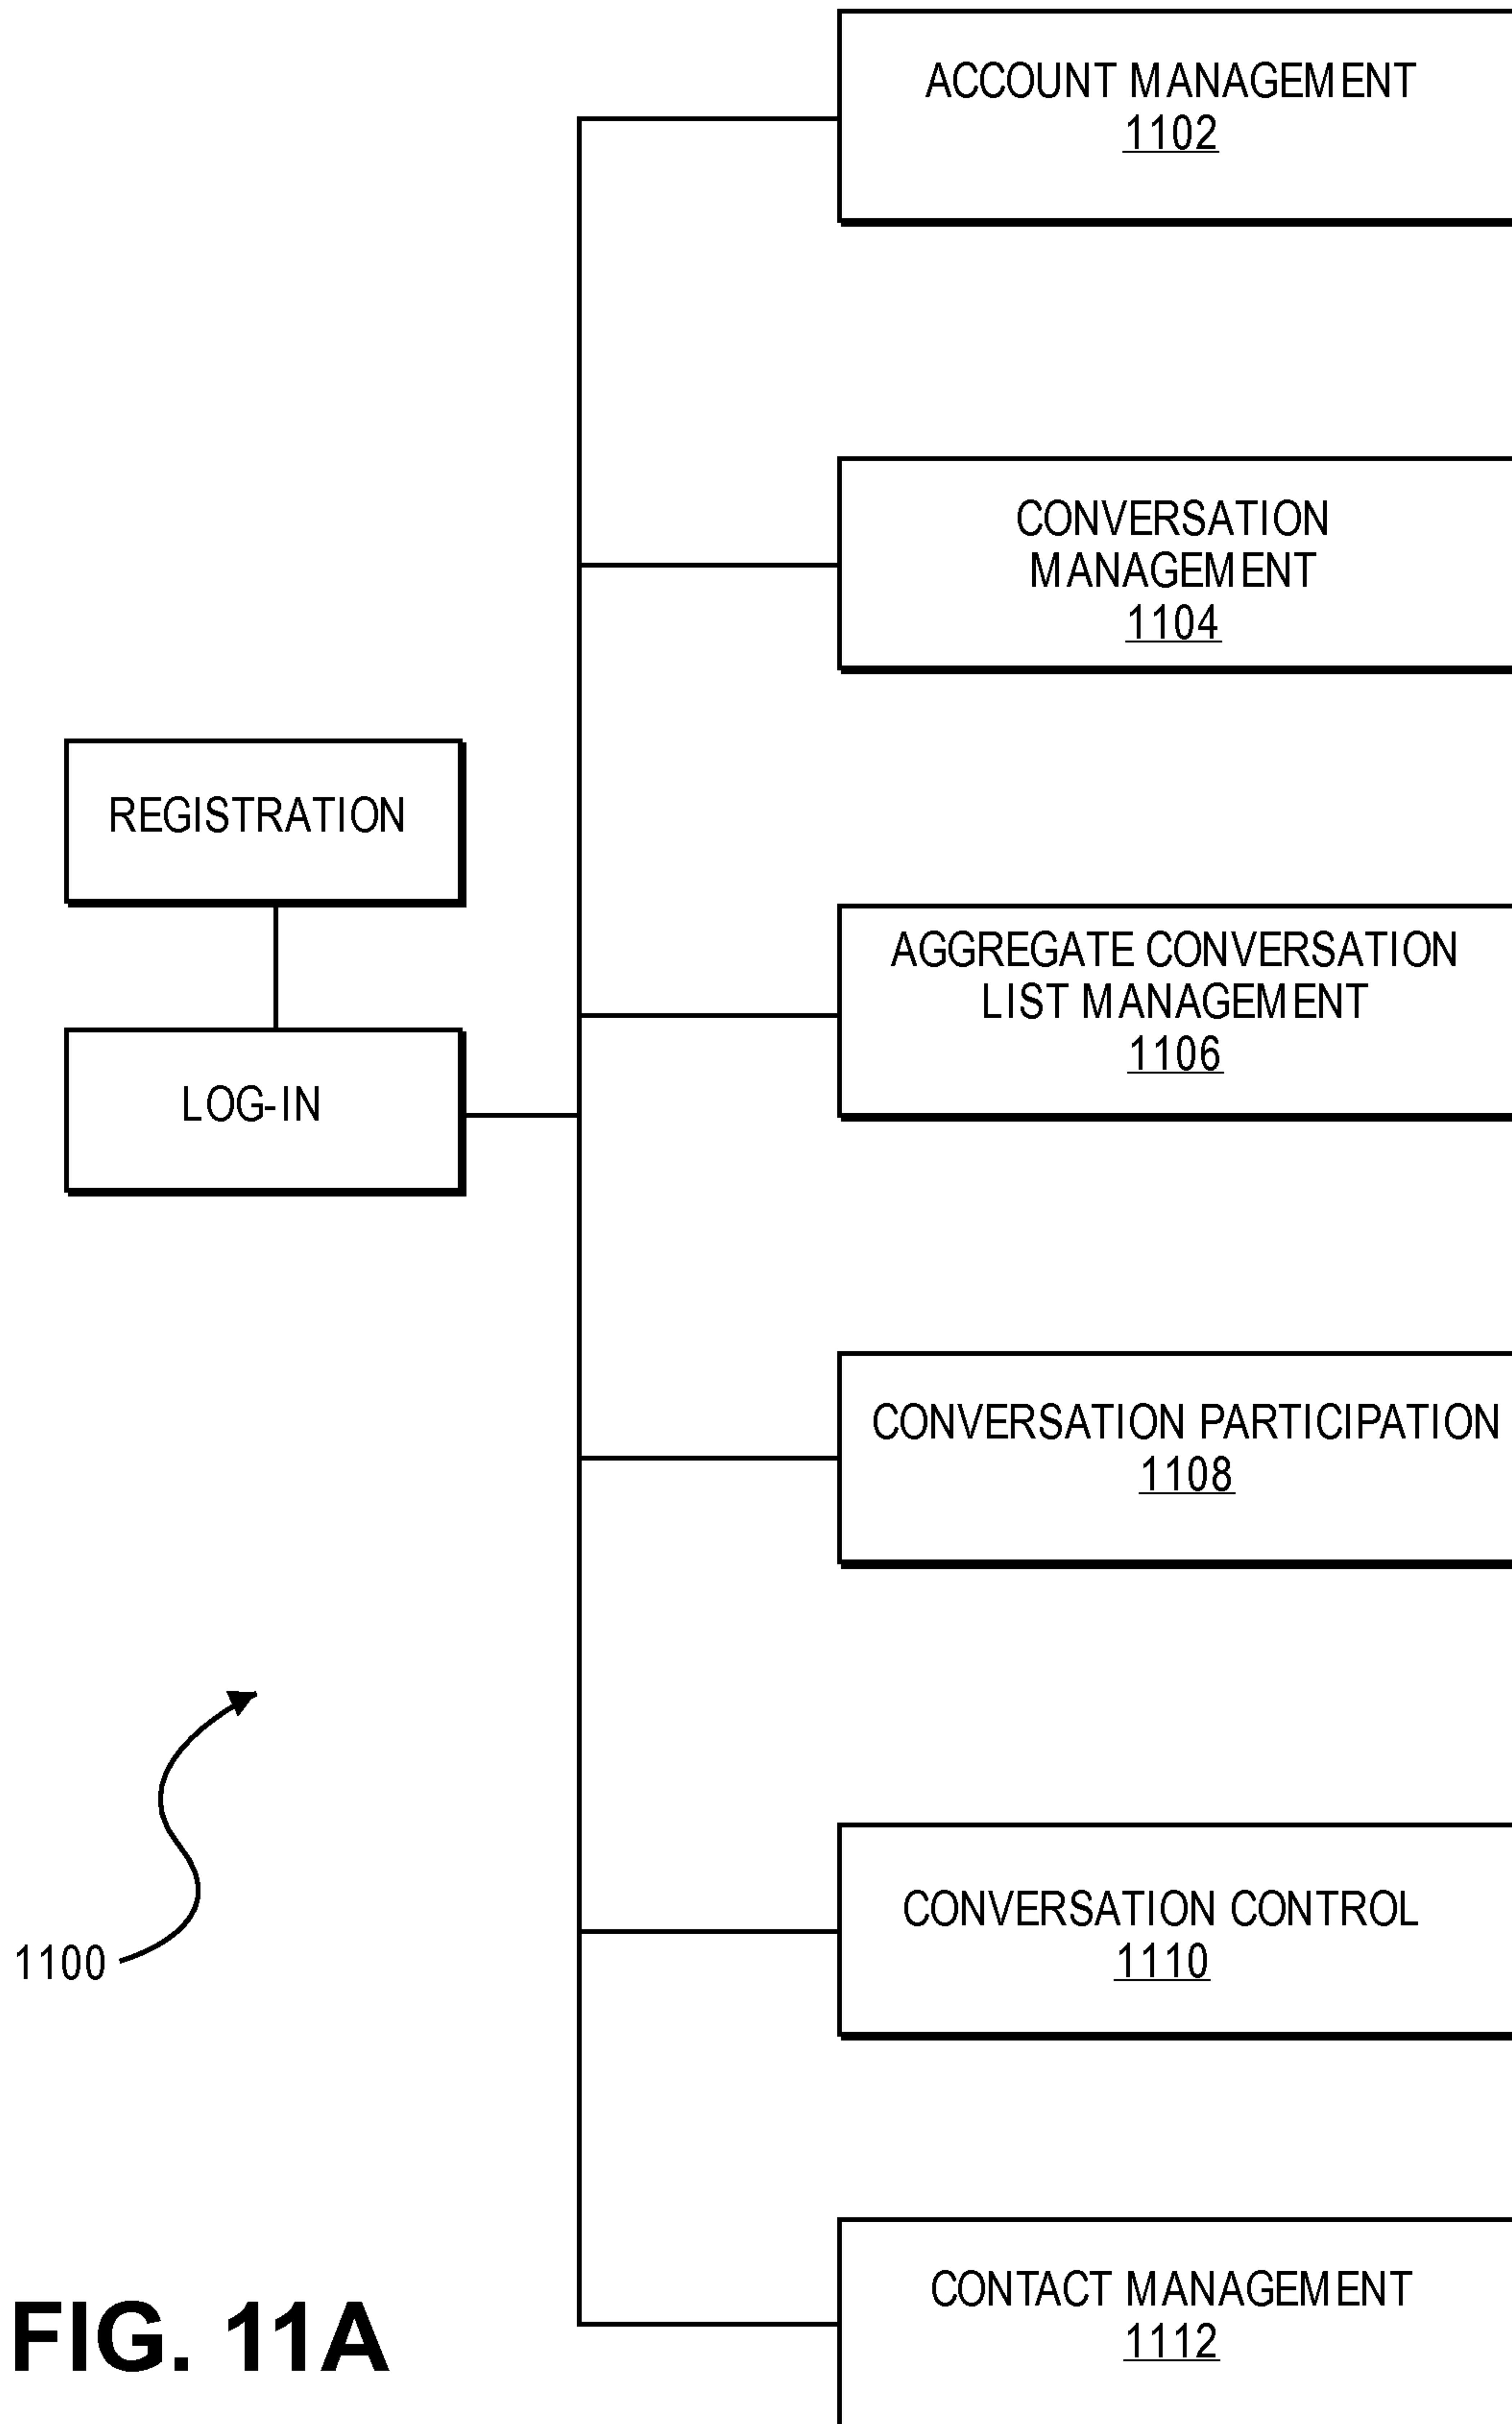 ACCOUNT MANAGEMENT
1102
CONVERSATION
MANAGEMENT
1104
REGISTRATION
AGGREGATE CONVERSATION
LIST MANAGEMENT
1106
LOG-IN
CONVERSATION PARTICIPATION
1108
CONVERSATION CONTROL
1110
1100
CONTACT MANAGEMENT
1112
FIG. 11A